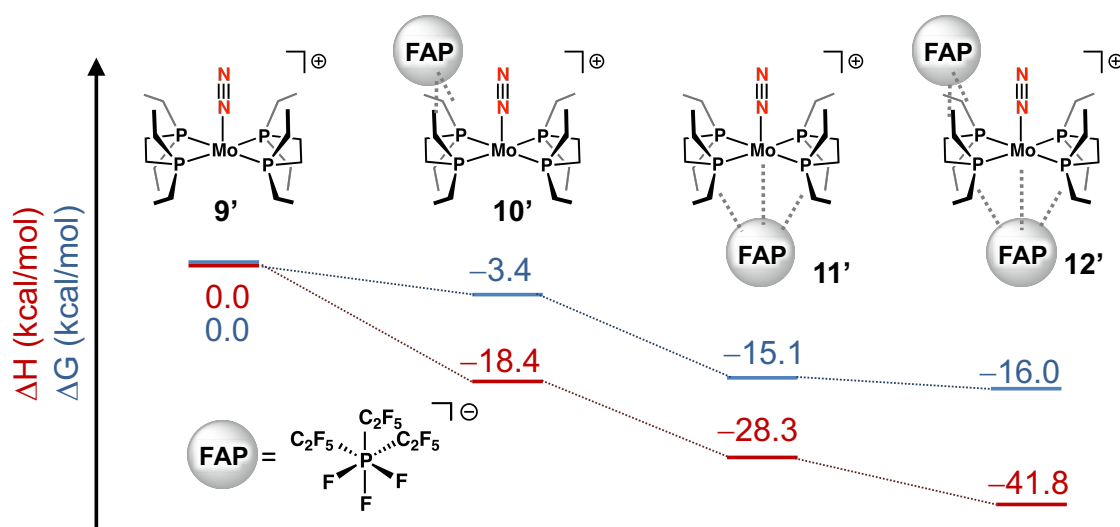 FAP
FAP
N
N
P
P
Mo
P
P
⊕
9’
N
N
P
P
Mo
P
P
⊕
10’
N
N
P
P
Mo
P
P
⊕
FAP
11’
N
N
P
P
Mo
P
P
⊕
FAP
12’
ΔH (kcal/mol)
ΔG (kcal/mol)
0.0
0.0
−3.4
−18.4
−15.1
−28.3
−16.0
−41.8
FAP =
C2F5
C2F5
C2F5
P
F
F
F
⊖